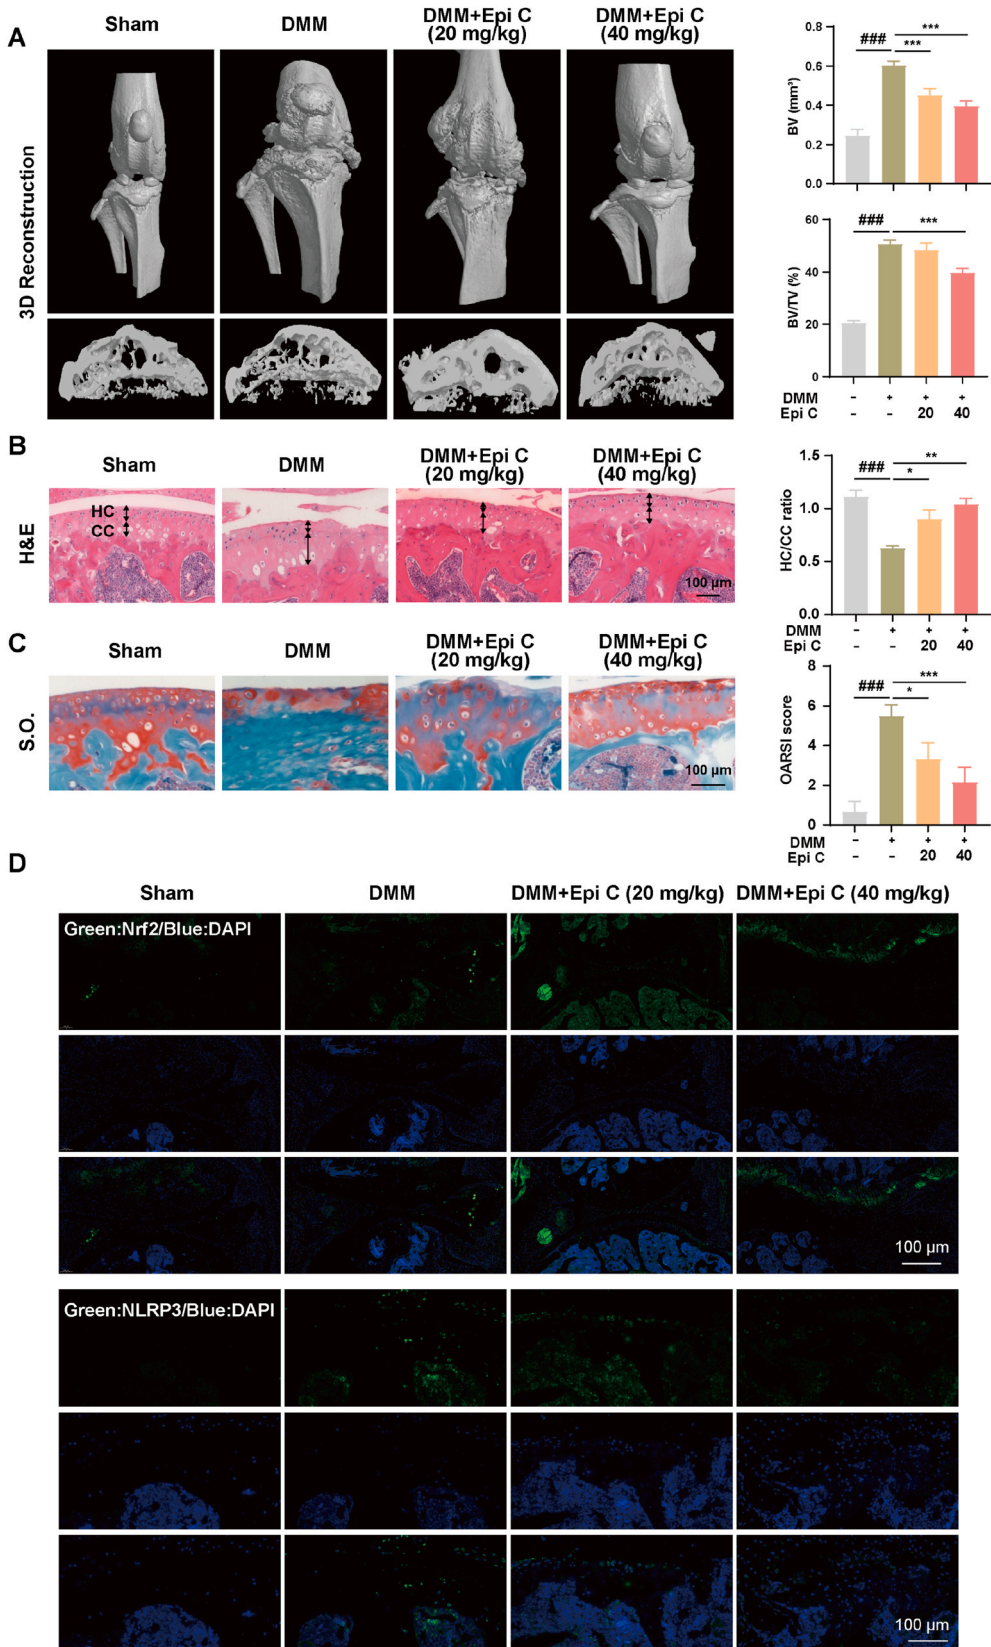 A
Sham
DMM
DMM+Epi C
(20 mg/kg)
DMM+Epi C
(40 mg/kg)
3D Reconstruction
BV (mm³)
0.8
0.6
0.4
0.2
0.0
###
***
***
BV/TV (%)
60
40
20
0
###
***
DMM - + + +
Epi C - - 20 40
B
Sham
DMM
DMM+Epi C
(20 mg/kg)
DMM+Epi C
(40 mg/kg)
H&E
HC
CC
100 µm
HC/CC ratio
1.5
1.0
0.5
0.0
###
*
**
DMM - + + +
Epi C - - 20 40
C
Sham
DMM
DMM+Epi C
(20 mg/kg)
DMM+Epi C
(40 mg/kg)
S.O.
100 µm
OARSI score
8
6
4
2
0
###
*
***
DMM - + + +
Epi C - - 20 40
D
Sham
DMM
DMM+Epi C (20 mg/kg)
DMM+Epi C (40 mg/kg)
Green:Nrf2/Blue:DAPI
100 µm
Green:NLRP3/Blue:DAPI
100 µm